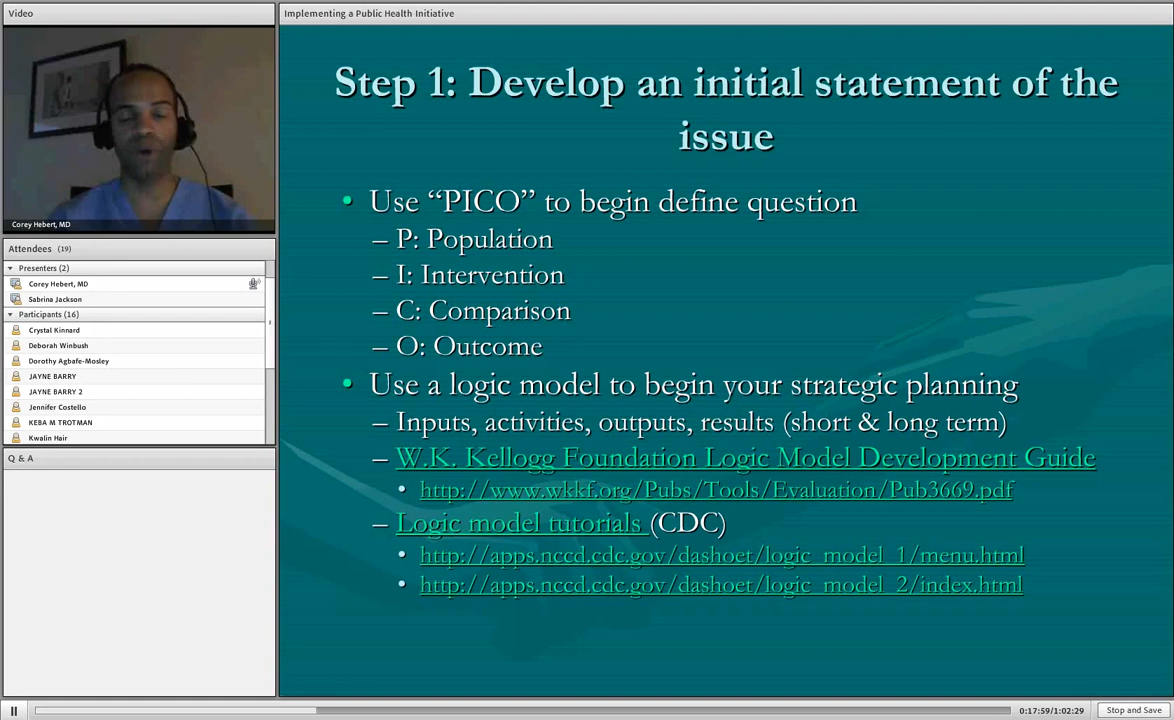 Video
Corey Hebert, MD
Attendees (19)
Presenters (2)
Corey Hebert, MD
Sabrina Jackson
Participants (16)
Crystal Kinnard
Deborah Winbush
Dorothy Agbafe-Mosley
JAYNE BARRY
JAYNE BARRY 2
Jennifer Costello
KEBA M TROTMAN
Kwalin Hair
Q & A
Implementing a Public Health Initiative
Step 1: Develop an initial statement of the
issue
• Use “PICO” to begin define question
– P: Population
– I: Intervention
– C: Comparison
– O: Outcome
• Use a logic model to begin your strategic planning
– Inputs, activities, outputs, results (short & long term)
– W.K. Kellogg Foundation Logic Model Development Guide
• http://www.wkkf.org/Pubs/Tools/Evaluation/Pub3669.pdf
– Logic model tutorials (CDC)
• http://apps.nccd.cdc.gov/dashoet/logic_model_1/menu.html
• http://apps.nccd.cdc.gov/dashoet/logic_model_2/index.html
0:17:59/1:02:29
Stop and Save